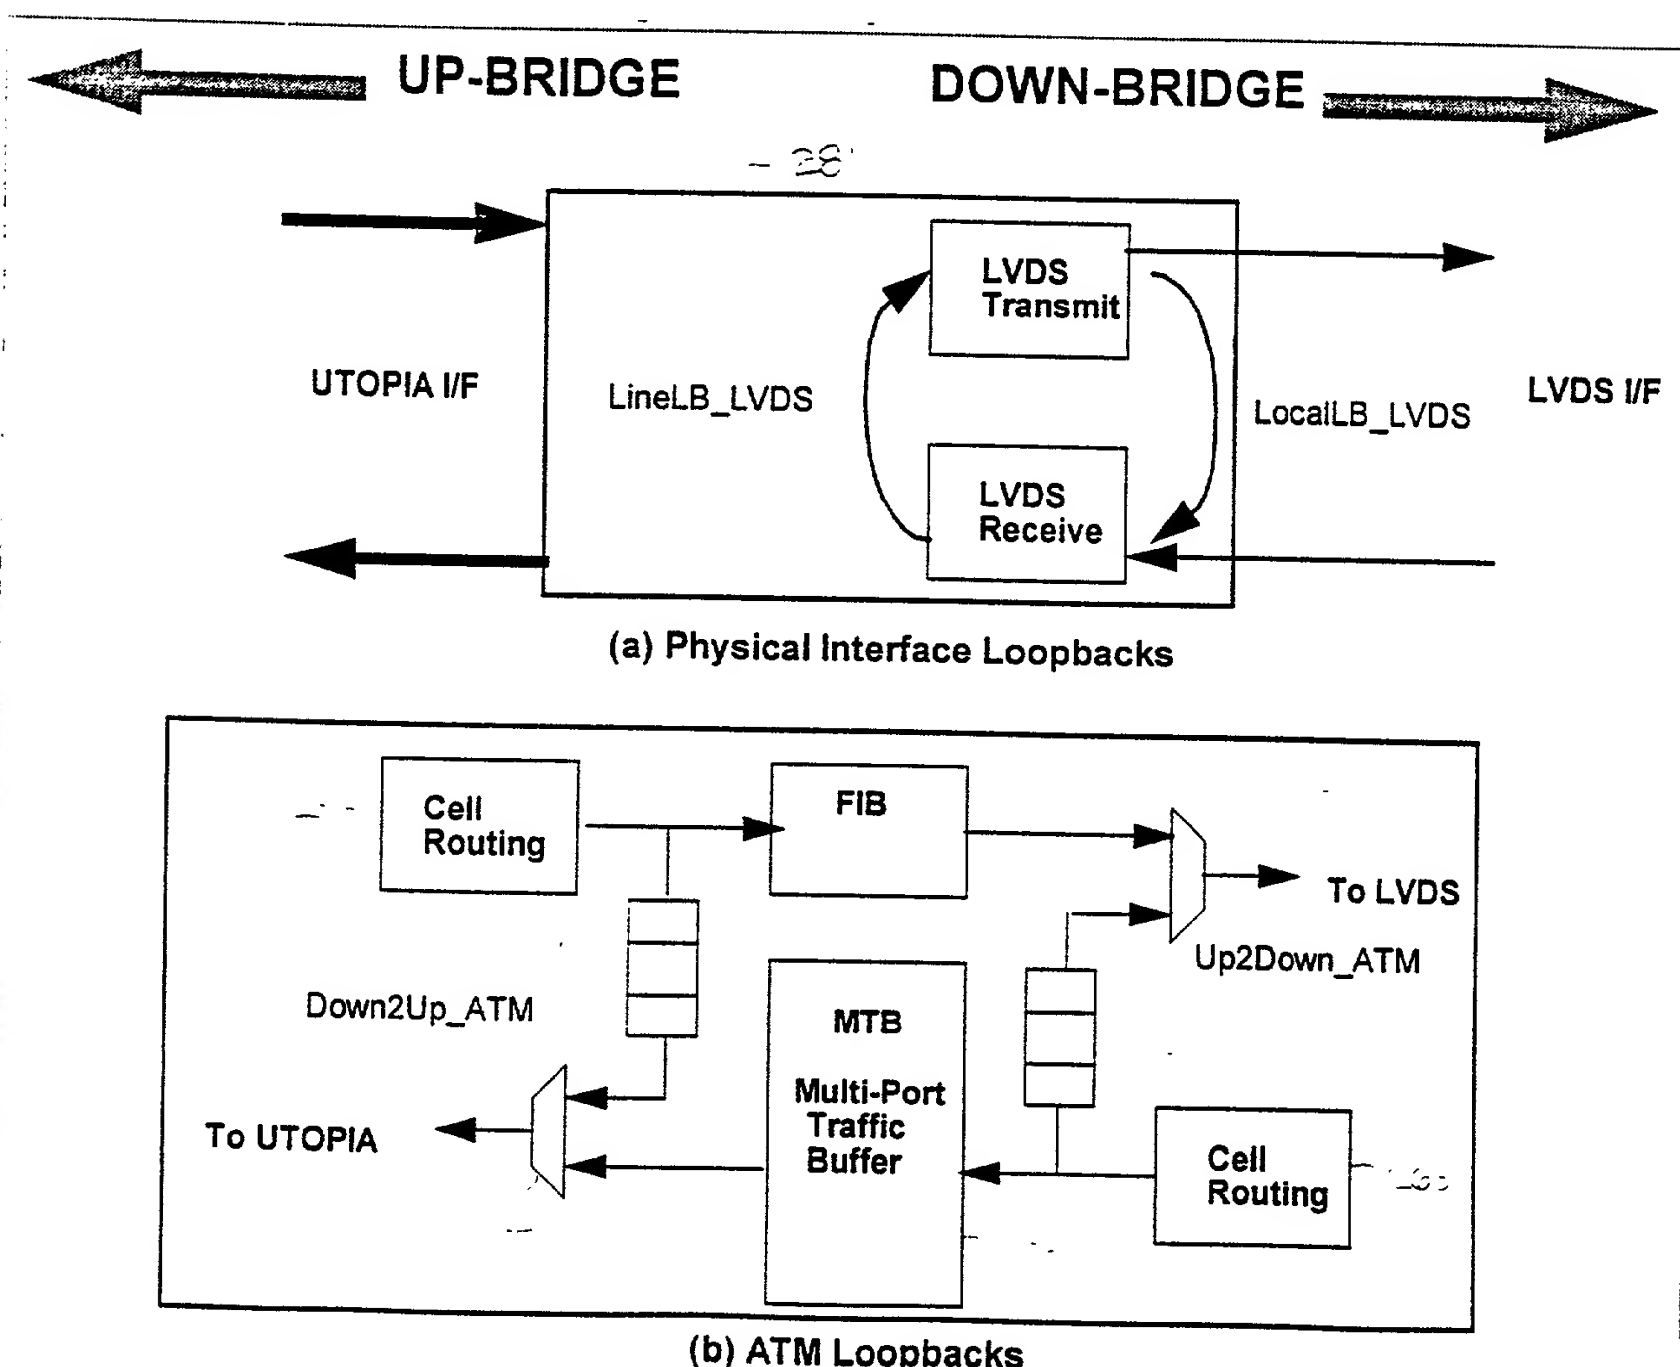 UP-BRIDGE
DOWN-BRIDGE
28
LVDS
Transmit
UTOPIA I/F
LineLB_LVDS
LocalLB_LVDS
LVDS I/F
LVDS
Receive
(a) Physical Interface Loopbacks
Cell
Routing
FIB
To LVDS
Up2Down_ATM
Down2Up_ATM
MTB
Multi-Port
Traffic
Buffer
To UTOPIA
Cell
Routing
(b) ATM Loopbacks